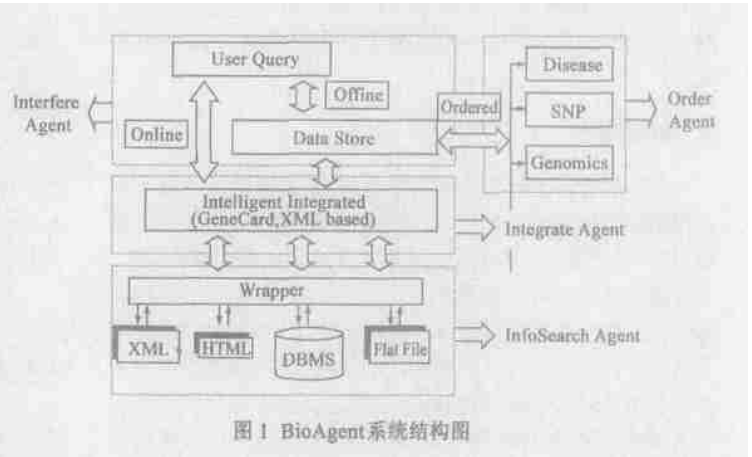 User Query
Disease
Interfere
Agent
Offine
Ordered
Order
Agent
SNP
Online
Data Store
Genomics
Intelligent Integrated
(GeneCard,XML based)
Integrate Agent
Wrapper
XML
HTML
DBMS
Flat File
InfoSearch Agent
图 1 BioAgent系统结构图